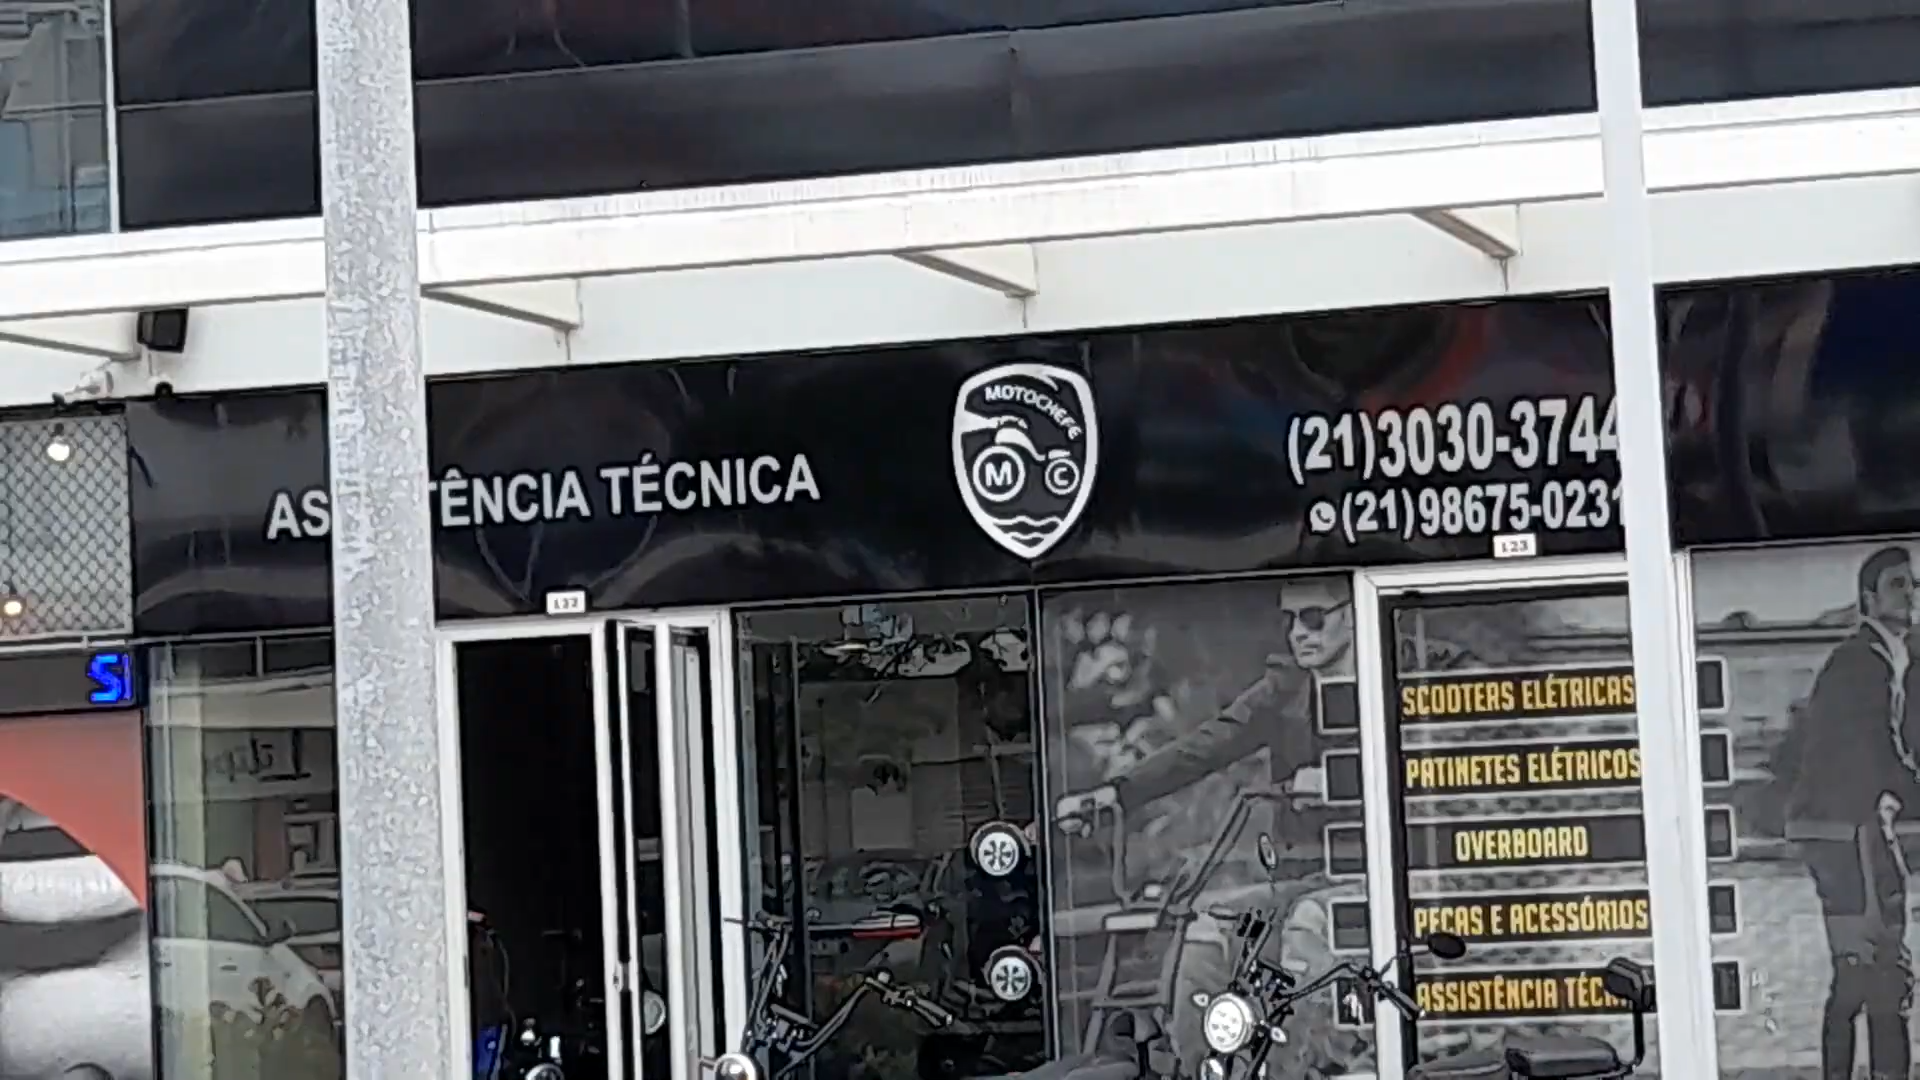 AS TÊNCIA TÉCNICA
MOTOCHEFE
M C
(21)3030-3744
(21)98675-0231
123
SCOOTERS ELÉTRICAS
PATINETES ELÉTRICOS
OVERBOARD
PEÇAS E ACESSÓRIOS
ASSISTÊNCIA TÉC